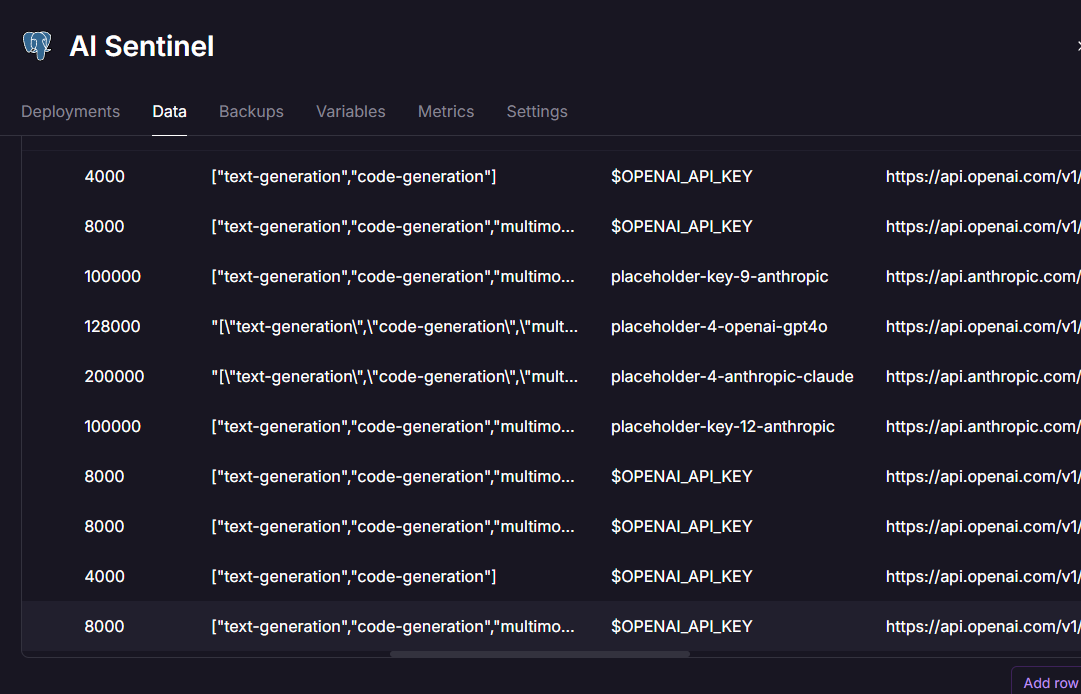 AI Sentinel
Deployments Data Backups Variables Metrics Settings
4000 ["text-generation","code-generation"] $OPENAI_API_KEY https://api.openai.com/v1/
8000 ["text-generation","code-generation","multimo... $OPENAI_API_KEY https://api.openai.com/v1/
100000 ["text-generation","code-generation","multimo... placeholder-key-9-anthropic https://api.anthropic.com/
128000 "[\"text-generation\",\"code-generation\",\"mult... placeholder-4-openai-gpt4o https://api.openai.com/v1/
200000 "[\"text-generation\",\"code-generation\",\"mult... placeholder-4-anthropic-claude https://api.anthropic.com/
100000 ["text-generation","code-generation","multimo... placeholder-key-12-anthropic https://api.anthropic.com/
8000 ["text-generation","code-generation","multimo... $OPENAI_API_KEY https://api.openai.com/v1/
8000 ["text-generation","code-generation","multimo... $OPENAI_API_KEY https://api.openai.com/v1/
4000 ["text-generation","code-generation"] $OPENAI_API_KEY https://api.openai.com/v1/
8000 ["text-generation","code-generation","multimo... $OPENAI_API_KEY https://api.openai.com/v1/
Add row